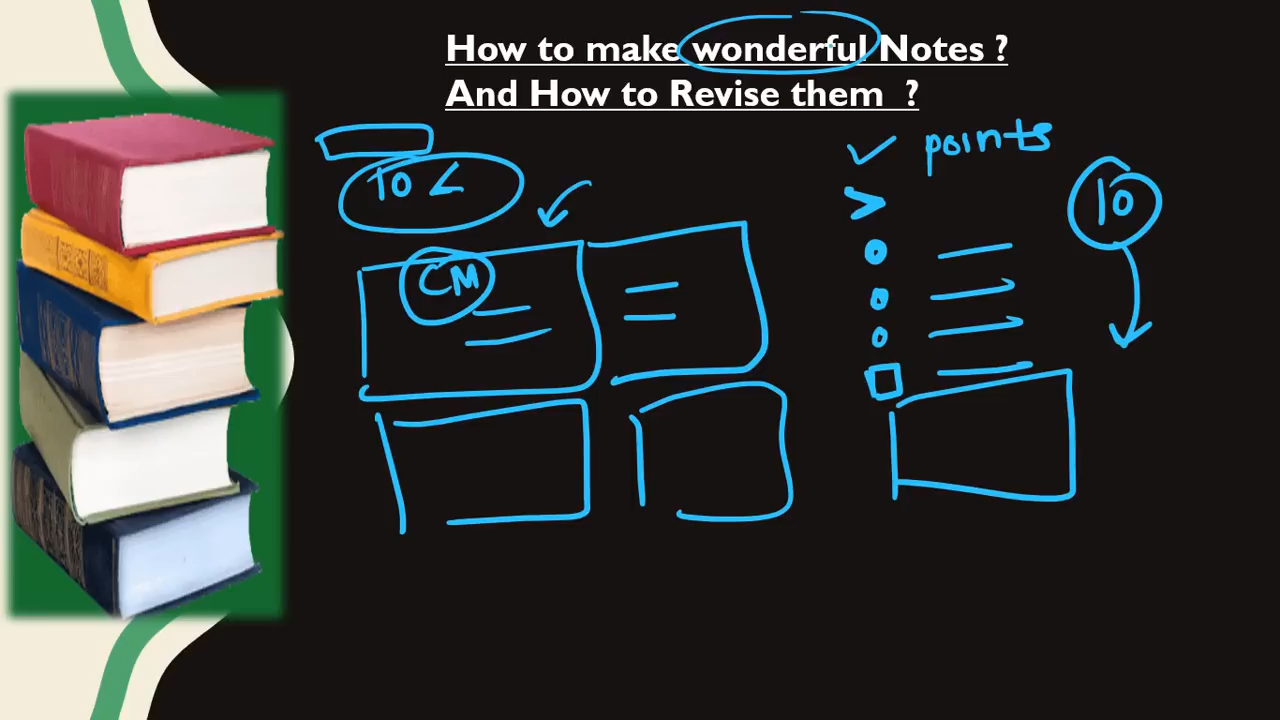 How to make wonderful Notes ?
And How to Revise them ?
✓ points
10 <
>
10
CM